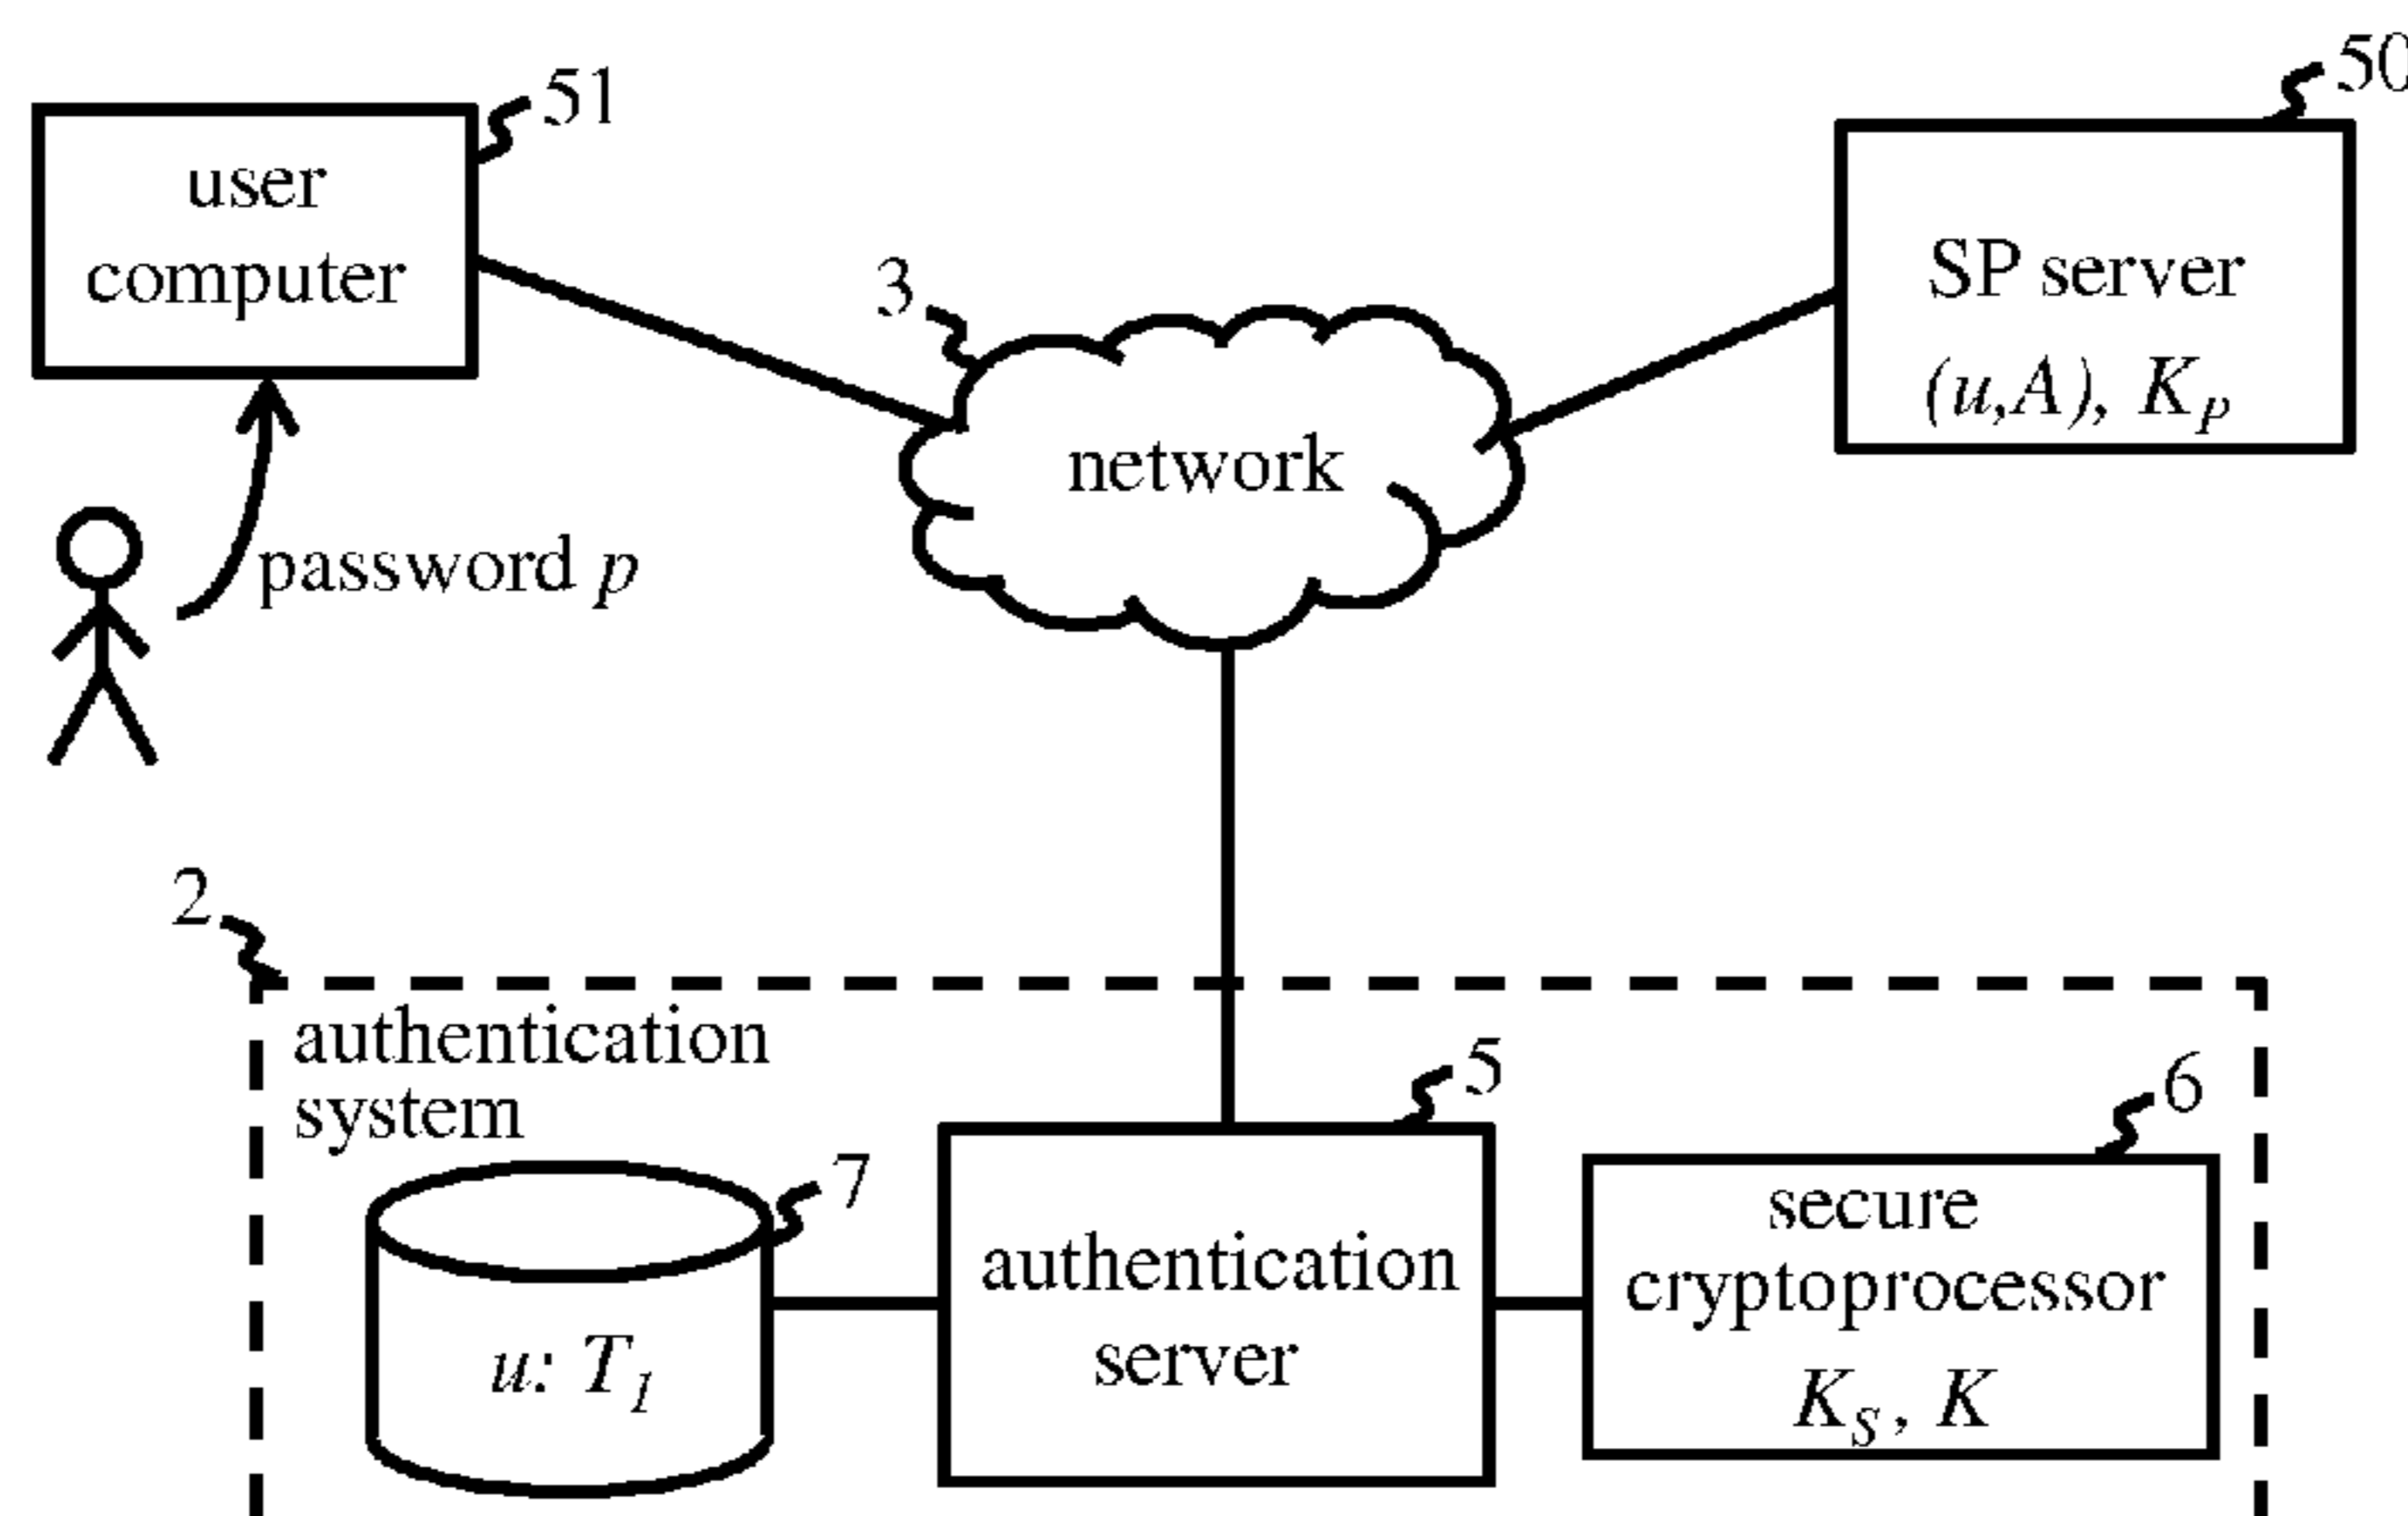 51
50
user
computer
SP server
(u,A), K_P
3
network
password p
2
authentication
system
5
6
7
secure
cryptoprocessor
K_S, K
authentication
server
u: T_1